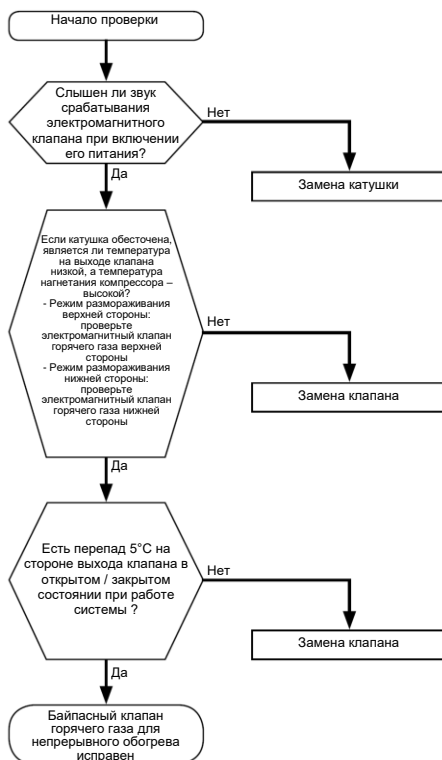 Начало проверки
Слышен ли звук
срабатывания
электромагнитного
клапана при включении
его питания?
Нет
Замена катушки
Да
Если катушка обесточена,
является ли температура
на выходе клапана
низкой, а температура
нагнетания компрессора –
высокой?
- Режим размораживания
верхней стороны:
проверьте
электромагнитный клапан
горячего газа верхней
стороны
- Режим размораживания
нижней стороны:
проверьте
электромагнитный клапан
горячего газа нижней
стороны
Нет
Замена клапана
Да
Есть перепад 5°C на
стороне выхода клапана в
открытом / закрытом
состоянии при работе
системы ?
Нет
Замена клапана
Да
Байпасный клапан
горячего газа для
непрерывного обогрева
исправен